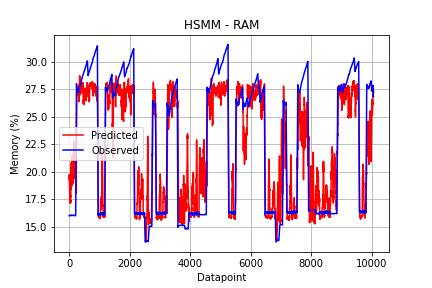 HSMM - RAM
30.0
27.5
25.0
22.5
20.0
17.5
15.0
Memory (%)
Predicted
Observed
0
2000
4000
6000
8000
10000
Datapoint